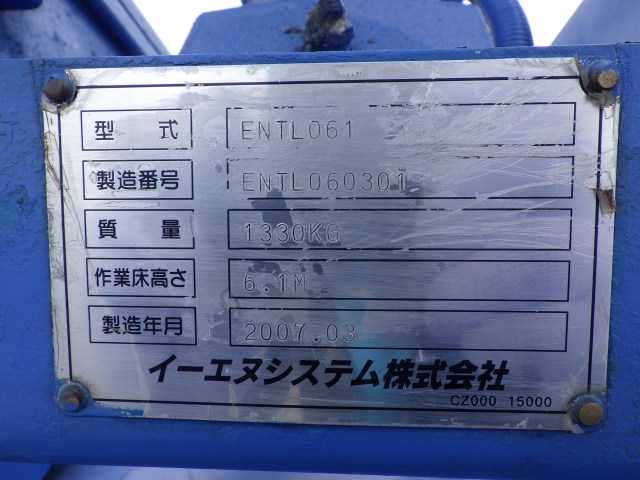 型式 ENTL061
製造番号 ENTL060301
質量 1330KG
作業床高さ 6.1M
製造年月 2007.03
イーエヌシステム株式会社
CZ000 15000